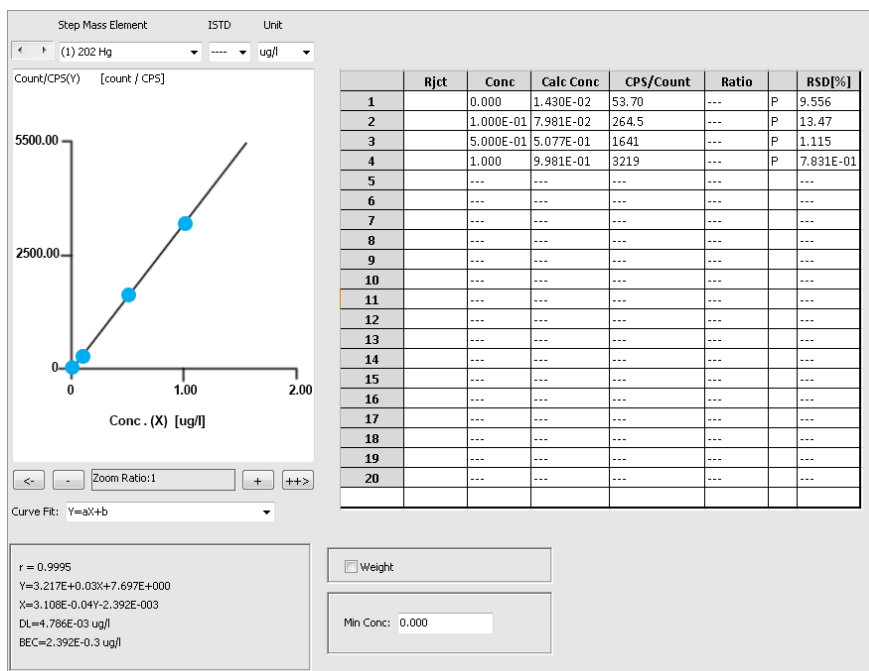 Step Mass Element ISTD Unit
(1) 202 Hg ---- ug/l
Count/CPS(Y) [count / CPS]
5500.00
2500.00
0
0 1.00 2.00
Conc . (X) [ug/l]
<- - Zoom Ratio:1 + ++>
Curve Fit: Y=aX+b
r = 0.9995
Y=3.217E+0.03X+7.697E+000
X=3.108E-0.04Y-2.392E-003
DL=4.786E-03 ug/l
BEC=2.392E-0.3 ug/l
Rjct Conc Calc Conc CPS/Count Ratio RSD[%]
1 0.000 1.430E-02 53.70 --- P 9.556
2 1.000E-01 7.981E-02 264.5 --- P 13.47
3 5.000E-01 5.077E-01 1641 --- P 1.115
4 1.000 9.981E-01 3219 --- P 7.831E-01
5 --- --- --- --- ---
6 --- --- --- --- ---
7 --- --- --- --- ---
8 --- --- --- --- ---
9 --- --- --- --- ---
10 --- --- --- --- ---
11 --- --- --- --- ---
12 --- --- --- --- ---
13 --- --- --- --- ---
14 --- --- --- --- ---
15 --- --- --- --- ---
16 --- --- --- --- ---
17 --- --- --- --- ---
18 --- --- --- --- ---
19 --- --- --- --- ---
20 --- --- --- --- ---
Weight
Min Conc: 0.000